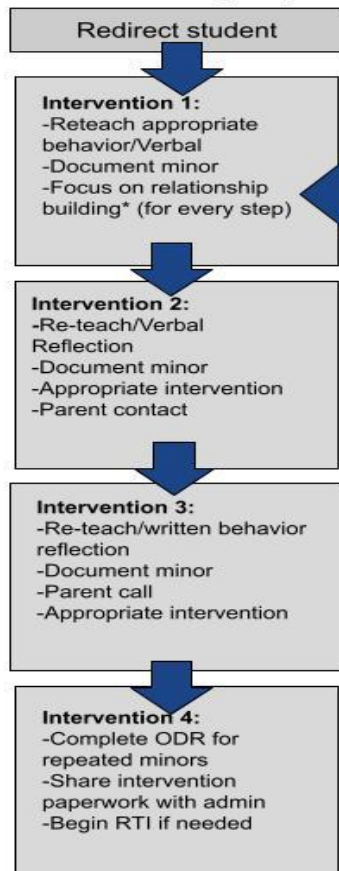 Redirect student
Intervention 1:
-Reteach appropriate
behavior/Verbal
-Document minor
-Focus on relationship
building* (for every step)
Intervention 2:
-Re-teach/Verbal
Reflection
-Document minor
-Appropriate intervention
-Parent contact
Intervention 3:
-Re-teach/written behavior
reflection
-Document minor
-Parent call
-Appropriate intervention
Intervention 4:
-Complete ODR for
repeated minors
-Share intervention
paperwork with admin
-Begin RTI if needed